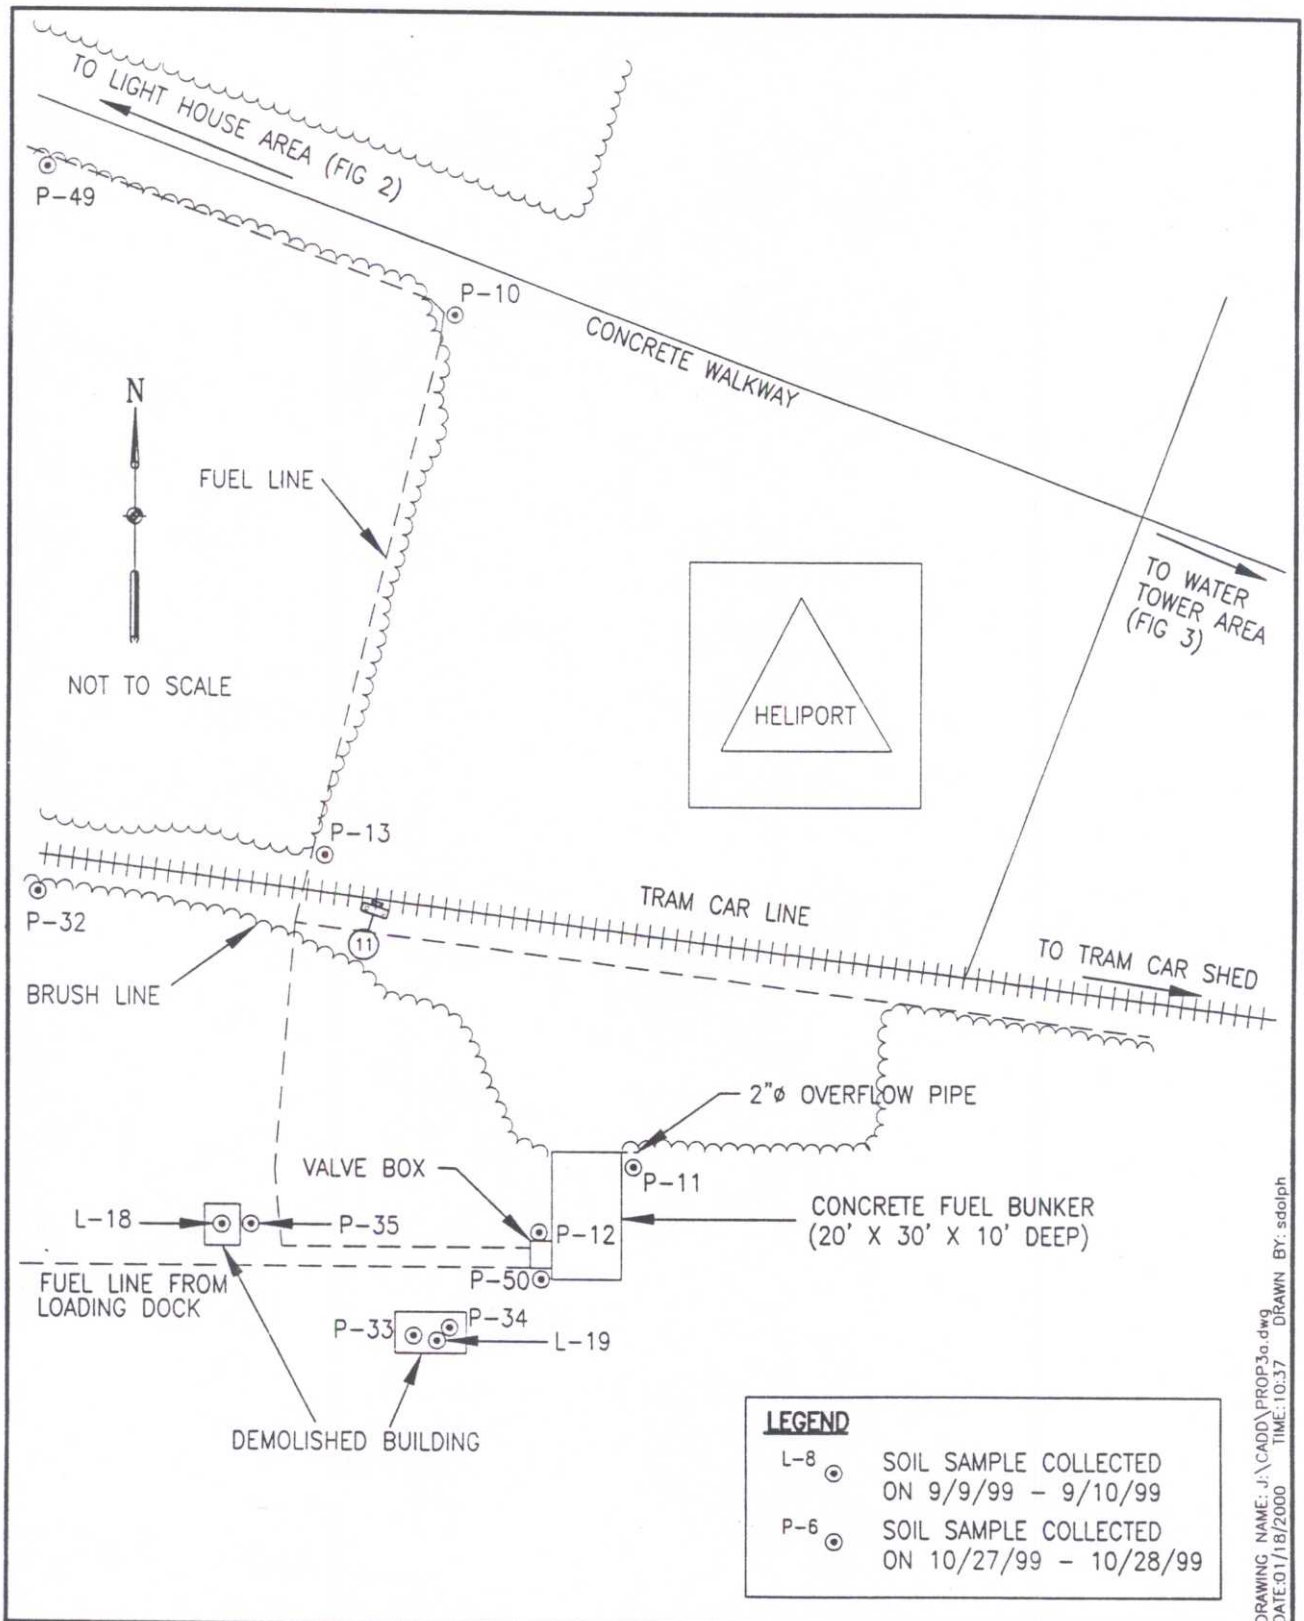 TO LIGHT HOUSE AREA (FIG 2)
P-49
P-10
CONCRETE WALKWAY
N
FUEL LINE
TO WATER
TOWER AREA
(FIG 3)
NOT TO SCALE
HELIPORT
P-13
TRAM CAR LINE
P-32
11
TO TRAM CAR SHED
BRUSH LINE
2"ø OVERFLOW PIPE
VALVE BOX
P-11
L-18
P-35
P-12
CONCRETE FUEL BUNKER
(20' X 30' X 10' DEEP)
FUEL LINE FROM
LOADING DOCK
P-50
P-33
P-34
L-19
DEMOLISHED BUILDING
LEGEND
L-8 SOIL SAMPLE COLLECTED
ON 9/9/99 - 9/10/99
P-6 SOIL SAMPLE COLLECTED
ON 10/27/99 - 10/28/99
DRAWING NAME: J:\CADD\PROP3a.dwg
DATE:01/18/2000 TIME:10:37 DRAWN BY: sdolph